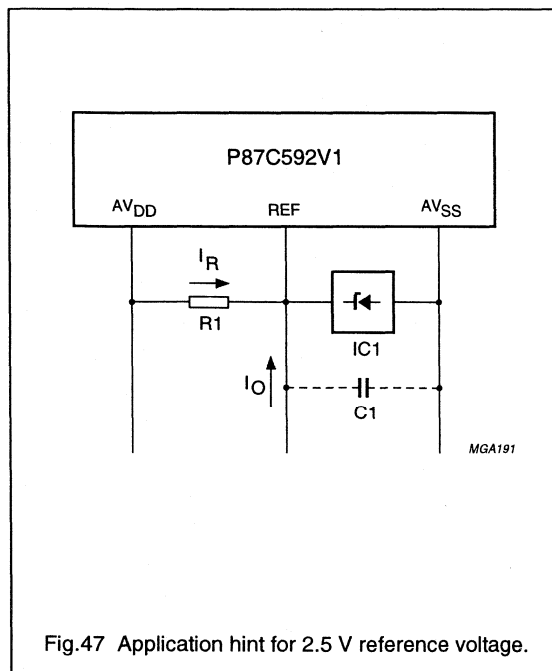 P87C592V1
AVDD REF AVSS
IR
R1
IC1
IO
C1
MGA191
Fig.47 Application hint for 2.5 V reference voltage.